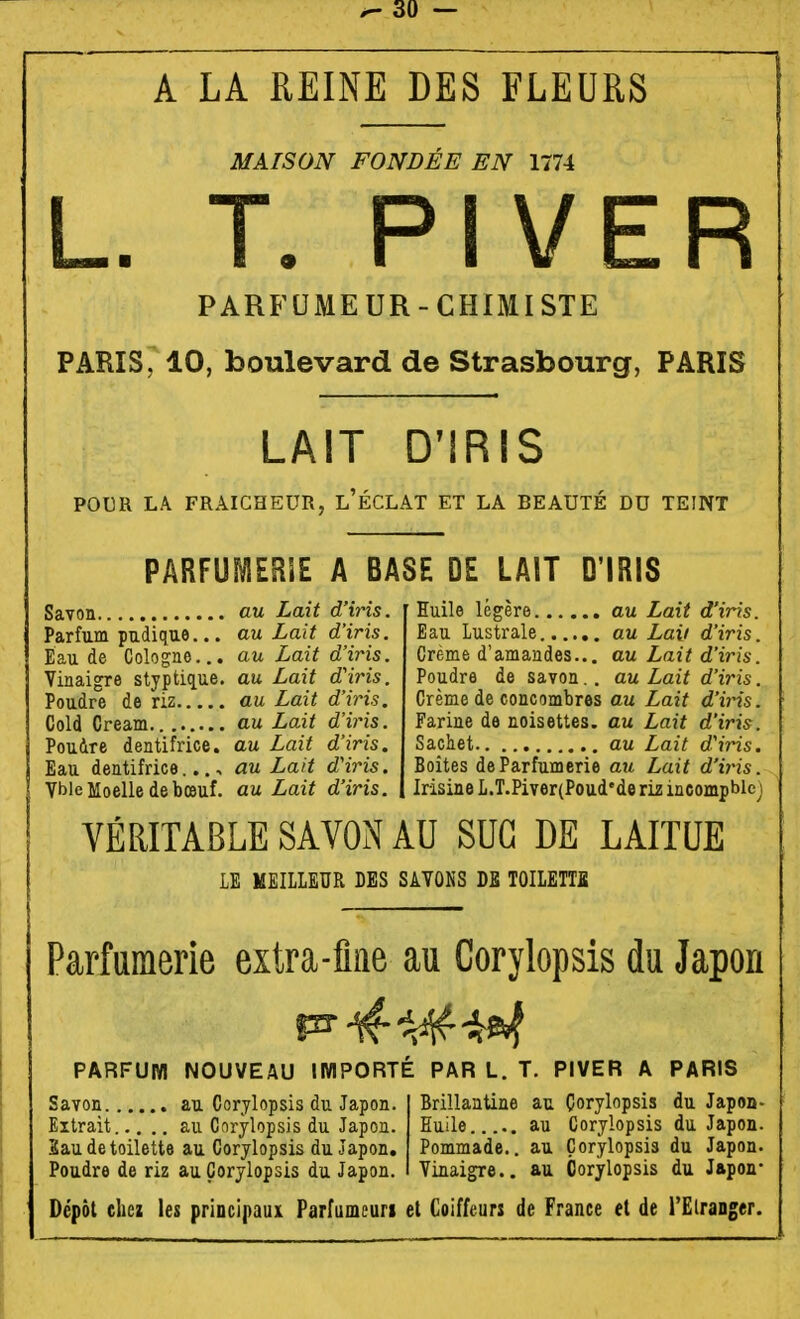 — 30 —
A LA REINE DES FLEURS
MAISON FONDÉE EN 1774
L. T. PIVER
PARFUMEUR-CHIMISTE
PARIS, 10, boulevard de Strasbourg, PARIS
LAIT D'IRIS
POUR LA FRAICHEUR, L'ÉCLAT ET LA BEAUTÉ DU TEINT
PARFUMERIE A BASE DE LAIT D'IRIS
Savon............. au Lait d'iris.
Parfum pudique... au Lait d'iris.
Eau de Cologne... au Lait d'iris.
Vinaigre styptique. au Lait d'iris.
Poudre de riz..... au Lait d'iris.
Cold Cream........ au Lait d'iris.
Poudre dentifrice. au Lait d'iris.
Eau dentifrice.... au Lait d'iris.
Vble Moelle de bœuf. au Lait d'iris.
Huile légère...... au Lait d'iris.
Eau Lustrale...... au Lait d'iris.
Crème d'amandes... au Lait d'iris.
Poudre de savon.. au Lait d'iris.
Crème de concombres au Lait d'iris.
Farine de noisettes. au Lait d'iris.
Sachet........... au Lait d'iris.
Boites de Parfumerie au Lait d'iris.
Irisine L.T.Piver(Poudre de riz incompble)
VÉRITABLE SAVON AU SUC DE LAITUE
LE MEILLEUR DES SAVONS DE TOILETTE
Parfumerie extra-fine au Corylopsis du Japon
PARFUM NOUVEAU IMPORTÉ PAR L. T. PIVER A PARIS
Savon...... au Corylopsis du Japon.
Extrait..... au Corylopsis du Japon.
Eau de toilette au Corylopsis du Japon.
Poudre de riz au Corylopsis du Japon.
Brillantine au Corylopsis du Japon.
Huile..... au Corylopsis du Japon.
Pommade.. au Corylopsis du Japon.
Vinaigre.. au Corylopsis du Japon.
Dépôt chez les principaux Parfumeurs et Coiffeurs de France et de l'Etranger.